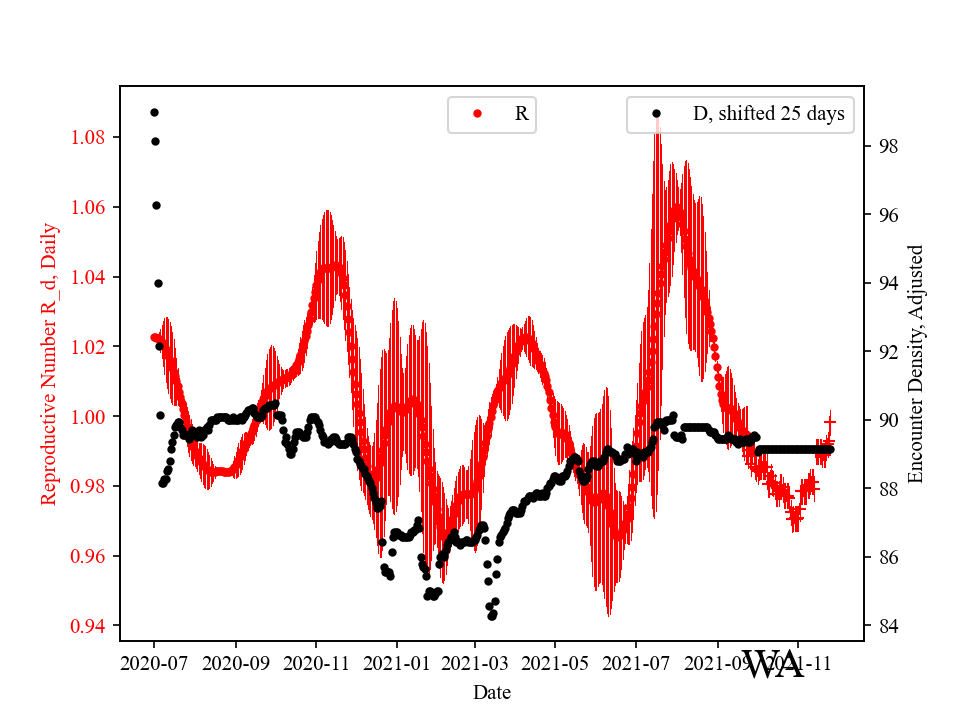 R
D, shifted 25 days
Reproductive Number R_d, Daily
1.08
1.06
1.04
1.02
1.00
0.98
0.96
0.94
98
96
94
92
90
88
86
84
Encounter Density, Adjusted
2020-07 2020-09 2020-11 2021-01 2021-03 2021-05 2021-07 2021-09 2021-11
WA
Date